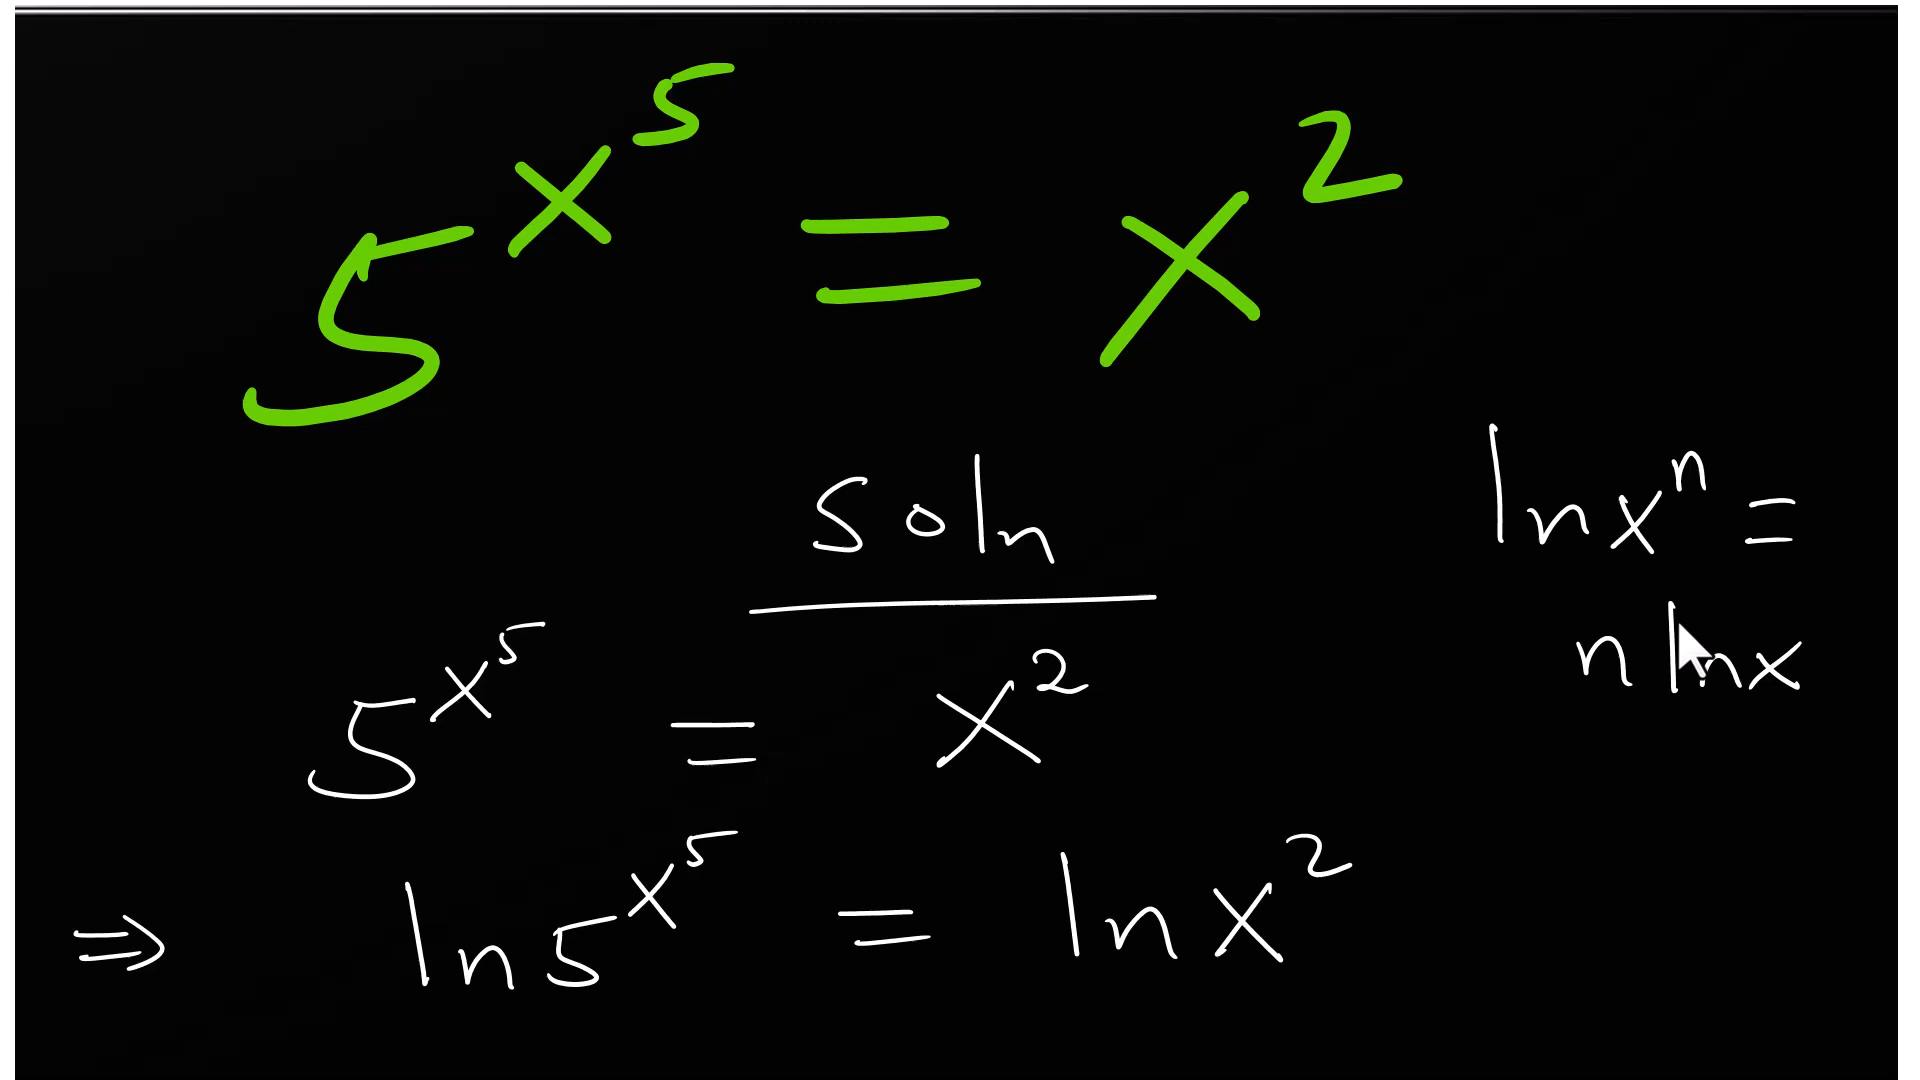 5^x^5 = x^2
soln
ln x^n =
n ln x
5^x^5 = x^2
⇒ ln 5^x^5 = ln x^2